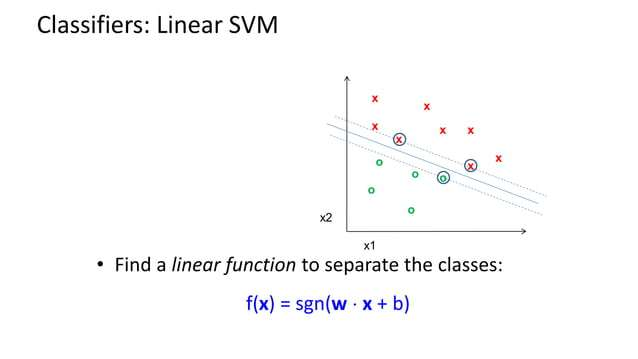 Classifiers: Linear SVM
x
x
x
x
x
x
x
x
o
o
o
o
o
x2
x1
• Find a linear function to separate the classes:
f(x) = sgn(w · x + b)